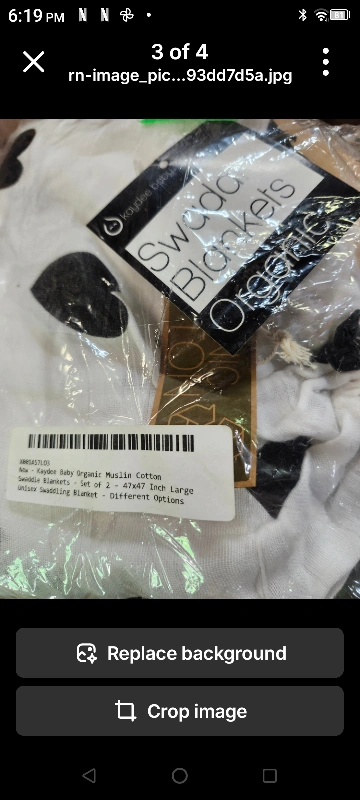 6:19 PM
3 of 4
rn-image_pic...93dd7d5a.jpg
kaydee baby
Swaddle
Blankets
Organic
New - Kaydee Baby Organic Muslin Cotton
Swaddle Blankets - Set of 2 - 47x47 Inch Large
Unisex Swaddling Blanket - Different Options
Replace background
Crop image